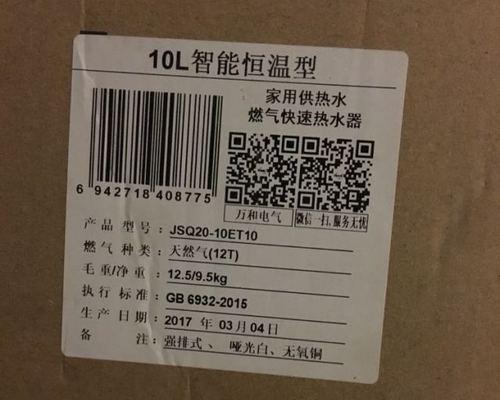 10L智能恒温型
家用供热水
燃气快速热水器
6 942718 408775
万和电气 微信一扫,服务无忧
产品型号: JSQ20-10ET10
燃气种类: 天然气(12T)
毛重/净重: 12.5/9.5kg
执行标准: GB 6932-2015
生产日期: 2017 年 03 月 04 日
备 注: 强排式、 哑光白、无氧铜